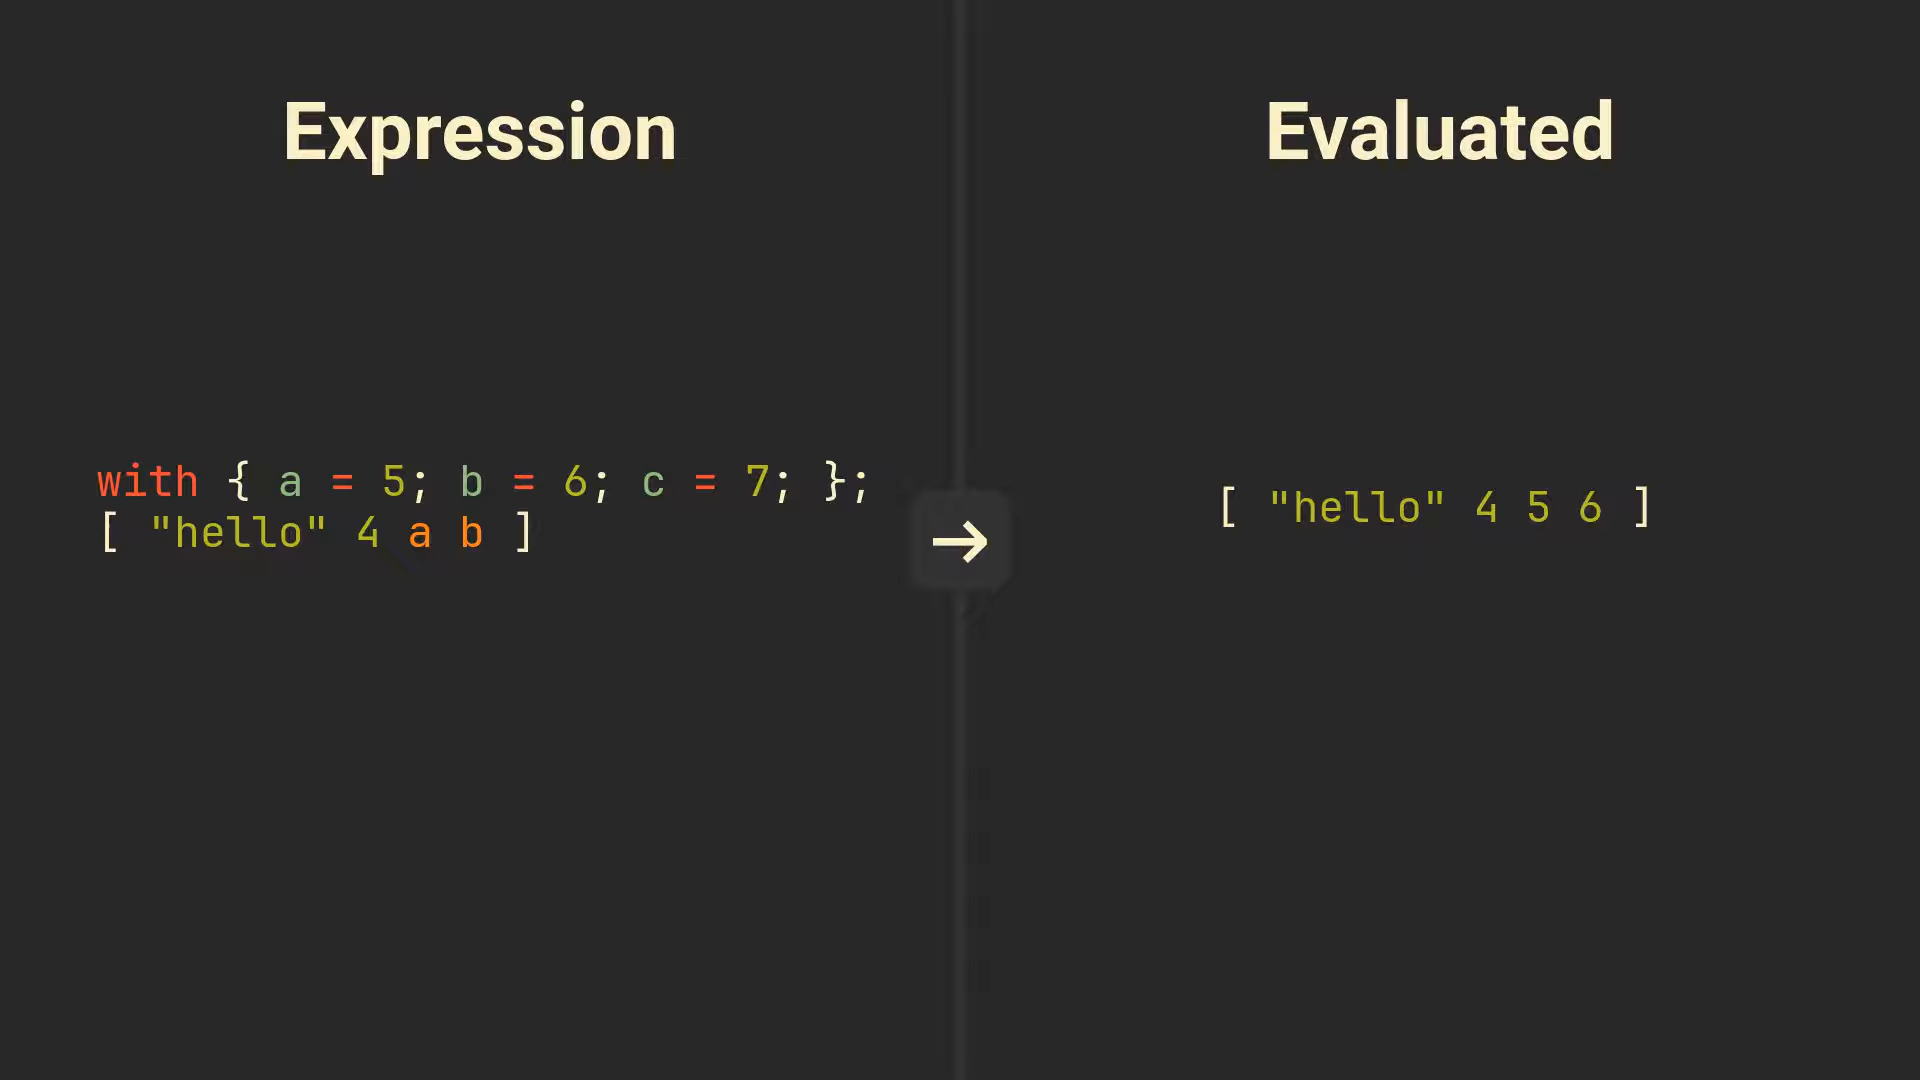 Expression
with { a = 5; b = 6; c = 7; };
[ "hello" 4 a b ]
→
Evaluated
[ "hello" 4 5 6 ]